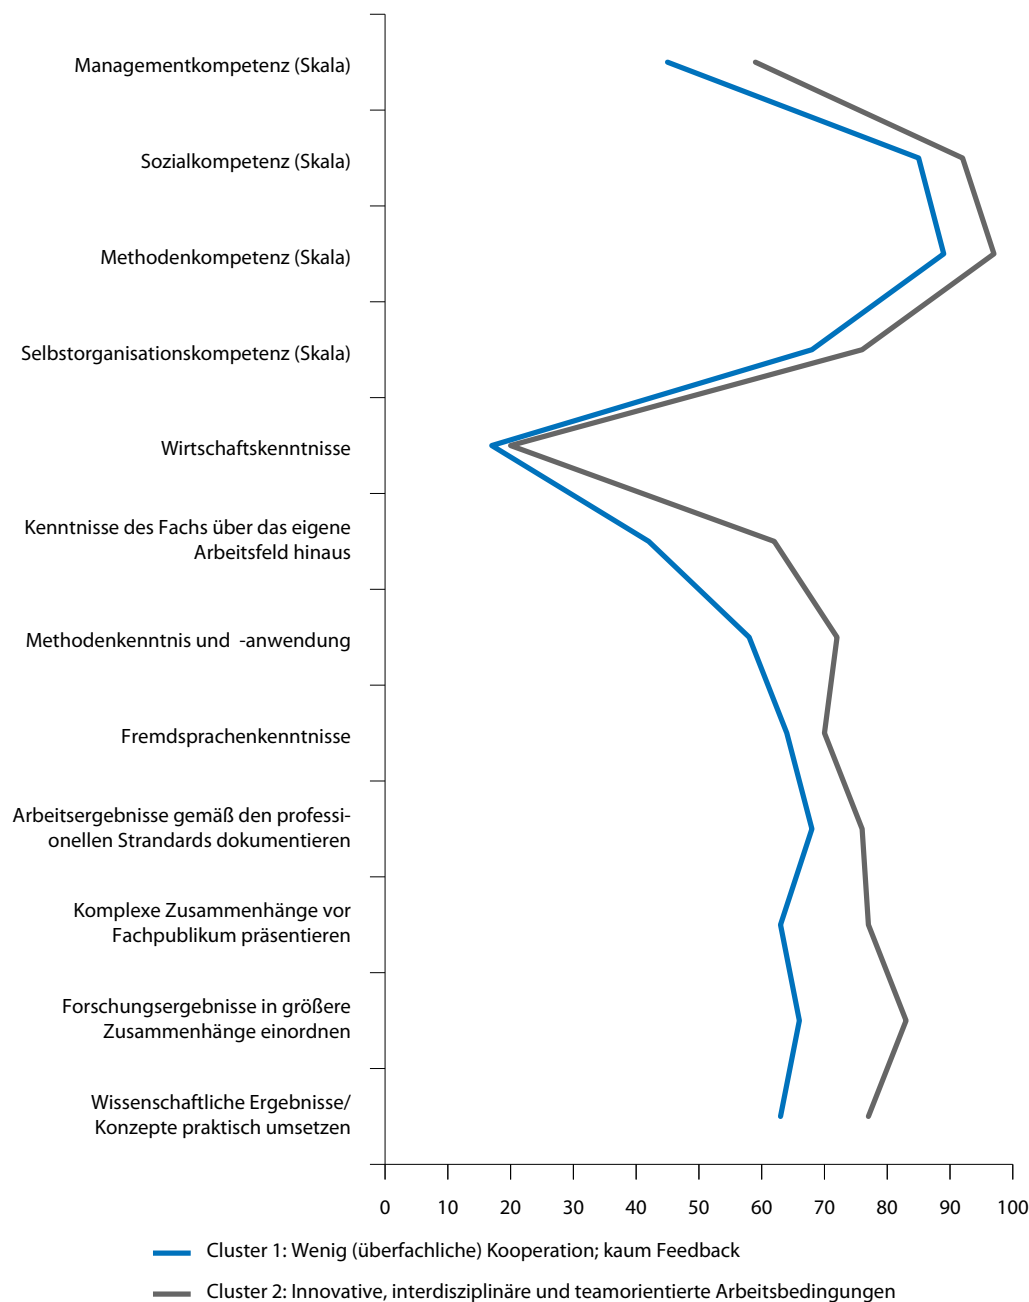 Managementkompetenz (Skala)
Sozialkompetenz (Skala)
Methodenkompetenz (Skala)
Selbstorganisationskompetenz (Skala)
Wirtschaftskenntnisse
Kenntnisse des Fachs über das eigene
Arbeitsfeld hinaus
Methodenkenntnis und -anwendung
Fremdsprachenkenntnisse
Arbeitsergebnisse gemäß den professi-
onellen Strandards dokumentieren
Komplexe Zusammenhänge vor
Fachpublikum präsentieren
Forschungsergebnisse in größere
Zusammenhänge einordnen
Wissenschaftliche Ergebnisse/
Konzepte praktisch umsetzen
0 10 20 30 40 50 60 70 80 90 100
Cluster 1: Wenig (überfachliche) Kooperation; kaum Feedback
Cluster 2: Innovative, interdisziplinäre und teamorientierte Arbeitsbedingungen